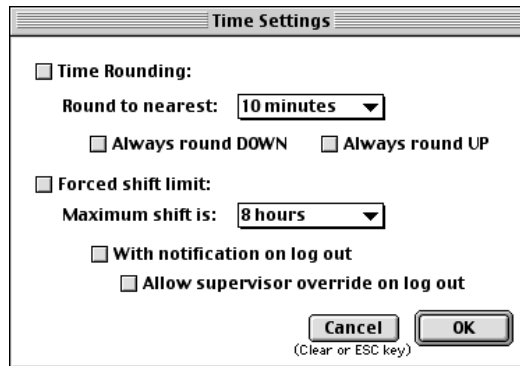 Time Settings
Time Rounding:
Round to nearest: 10 minutes
Always round DOWN Always round UP
Forced shift limit:
Maximum shift is: 8 hours
With notification on log out
Allow supervisor override on log out
Cancel OK
(Clear or ESC key)